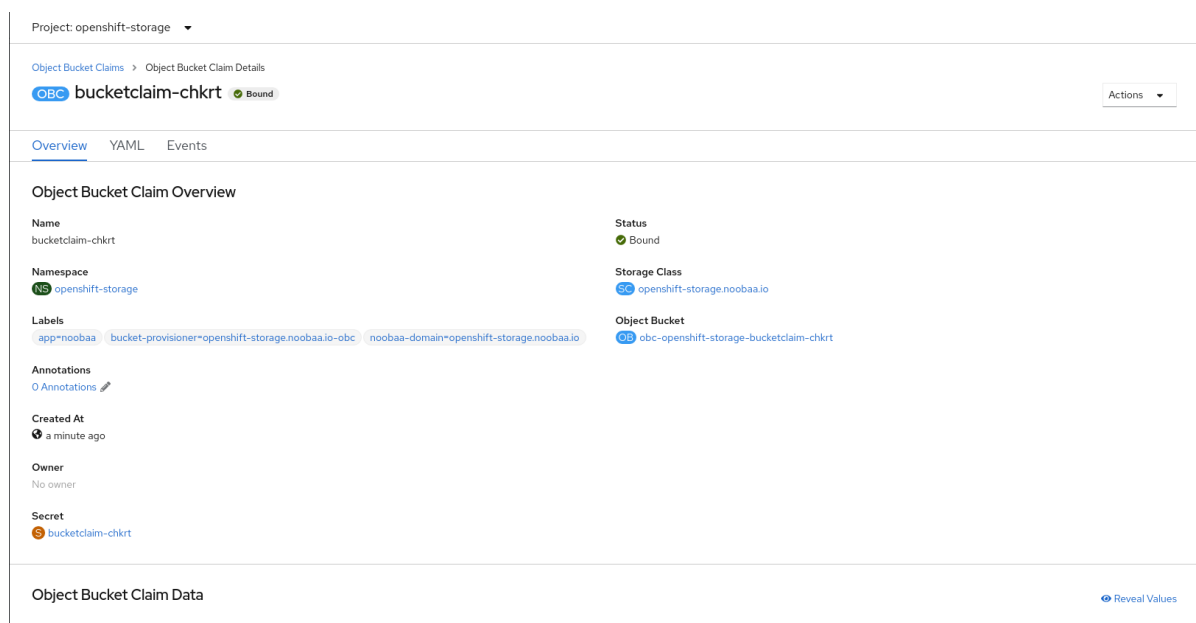 Project: openshift-storage
Object Bucket Claims > Object Bucket Claim Details
OBC bucketclaim-chkrt Bound
Actions
Overview YAML Events
Object Bucket Claim Overview
Name
bucketclaim-chkrt
Namespace
NS openshift-storage
Labels
app=noobaa bucket-provisioner=openshift-storage.noobaa.io-obc noobaa-domain=openshift-storage.noobaa.io
Annotations
0 Annotations
Created At
a minute ago
Owner
No owner
Secret
S bucketclaim-chkrt
Status
Bound
Storage Class
SC openshift-storage.noobaa.io
Object Bucket
OB obc-openshift-storage-bucketclaim-chkrt
Object Bucket Claim Data
Reveal Values